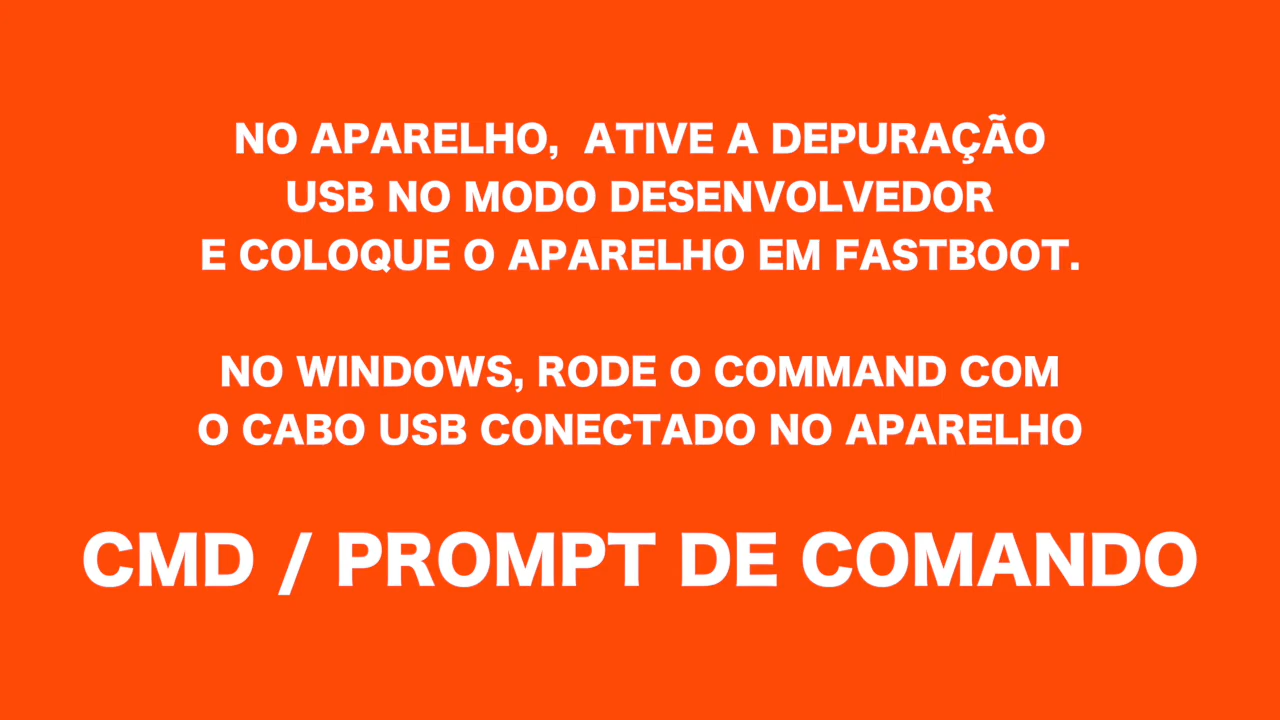 NO APARELHO,  ATIVE A DEPURAÇÃO
USB NO MODO DESENVOLVEDOR
E COLOQUE O APARELHO EM FASTBOOT.
NO WINDOWS, RODE O COMMAND COM
O CABO USB CONECTADO NO APARELHO
CMD / PROMPT DE COMANDO